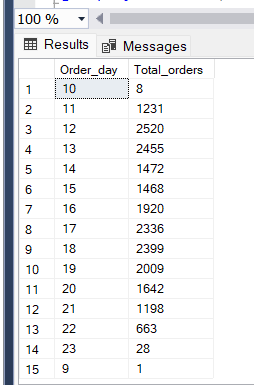 100 %
Results Messages
Order_day Total_orders
1 10 8
2 11 1231
3 12 2520
4 13 2455
5 14 1472
6 15 1468
7 16 1920
8 17 2336
9 18 2399
10 19 2009
11 20 1642
12 21 1198
13 22 663
14 23 28
15 9 1